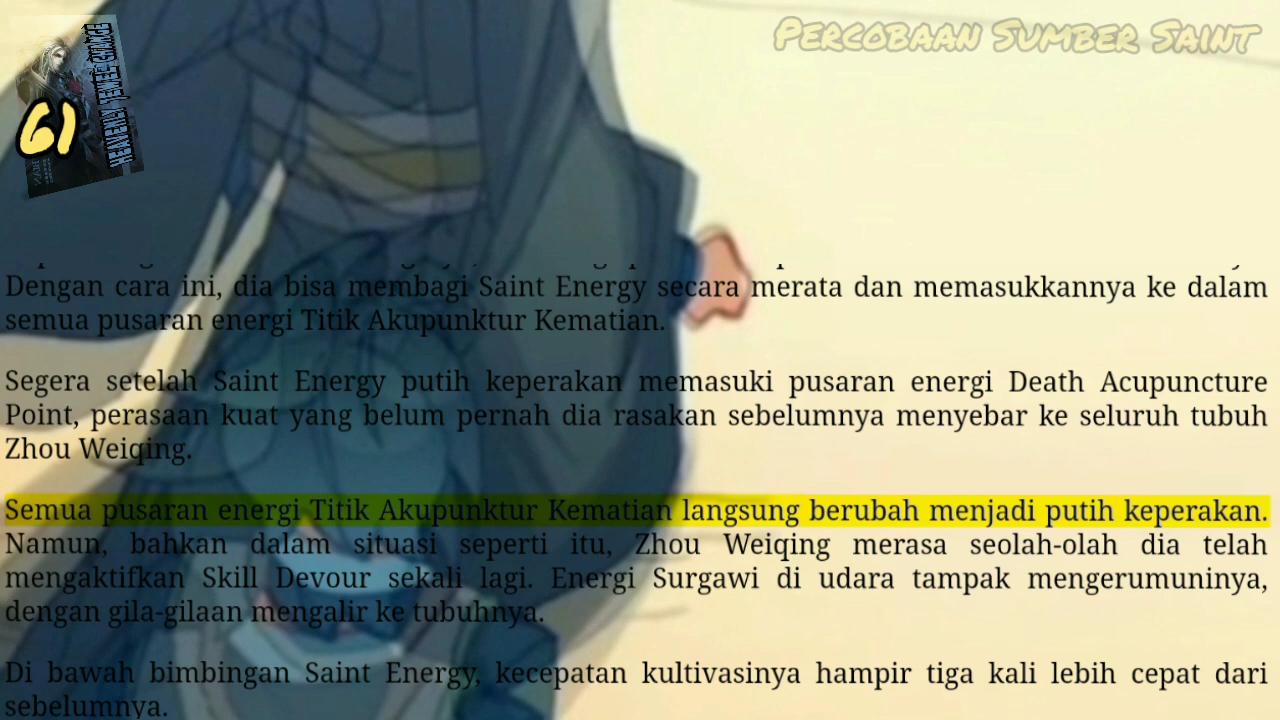 Percobaan Sumber Saint
61
HEAVENLY JEWEL CHANGE
Dengan cara ini, dia bisa membagi Saint Energy secara merata dan memasukkannya ke dalam
semua pusaran energi Titik Akupunktur Kematian.
Segera setelah Saint Energy putih keperakan memasuki pusaran energi Death Acupuncture
Point, perasaan kuat yang belum pernah dia rasakan sebelumnya menyebar ke seluruh tubuh
Zhou Weiqing.
Semua pusaran energi Titik Akupunktur Kematian langsung berubah menjadi putih keperakan.
Namun, bahkan dalam situasi seperti itu, Zhou Weiqing merasa seolah-olah dia telah
mengaktifkan Skill Devour sekali lagi. Energi Surgawi di udara tampak mengerumuninya,
dengan gila-gilaan mengalir ke tubuhnya.
Di bawah bimbingan Saint Energy, kecepatan kultivasinya hampir tiga kali lebih cepat dari
sebelumnya.